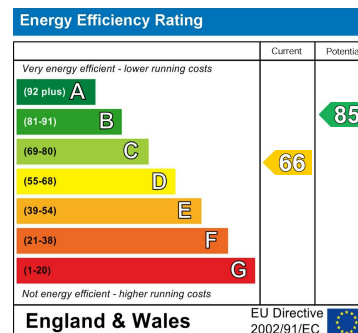 Energy Efficiency Rating
Current Potentia
Very energy efficient - lower running costs
(92 plus) A
(81-91) B
85
(69-80) C
66
(55-68) D
(39-54) E
(21-38) F
(1-20) G
Not energy efficient - higher running costs
England & Wales
EU Directive
2002/91/EC